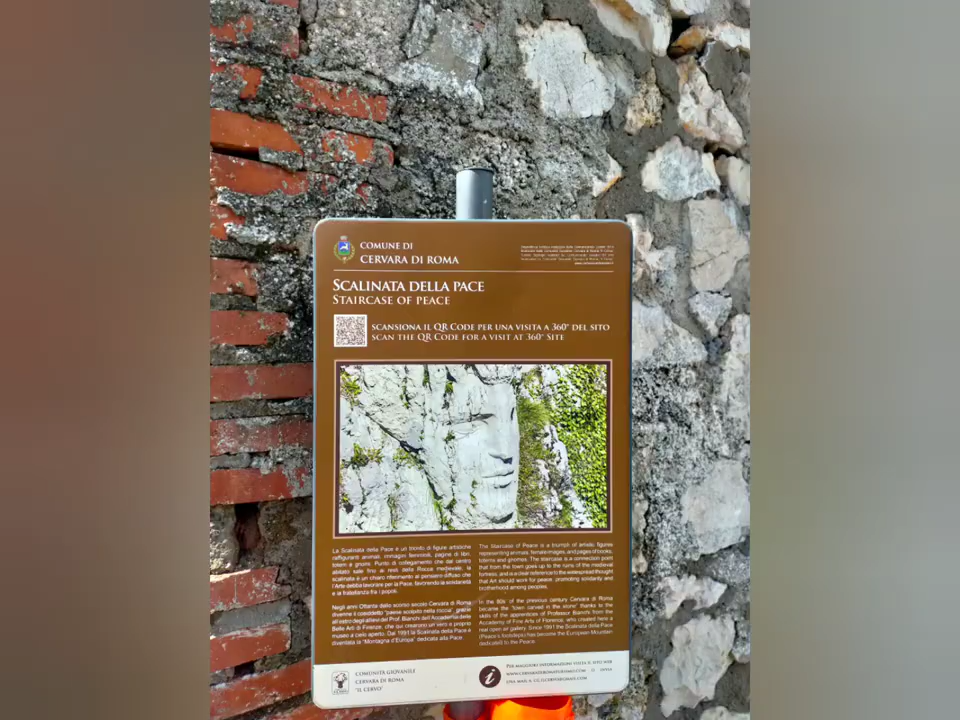 COMUNE DI
CERVARA DI ROMA
SCALINATA DELLA PACE
STAIRCASE OF PEACE
SCANSIONA IL QR CODE PER UNA VISITA A 360° DEL SITO
SCAN THE QR CODE FOR A VISIT AT 360° SITE
La Scalinata della Pace è un trionfo di figure artistiche
raffiguranti animali, immagini femminili, pagine di libri,
totem e gnomi. Punto di collegamento che dal centro
abitato sale fino ai resti della Rocca medievale, la
scalinata è un chiaro riferimento al pensiero diffuso che
l'Arte debba lavorare per la Pace, favorendo la solidarietà
e la fratellanza fra i popoli.
Negli anni Ottanta dello scorso secolo Cervara di Roma
divenne il cosiddetto "paese scolpito nella roccia", grazie
all'estro degli allievi del Prof. Bianchi dell'Accademia delle
Belle Arti di Firenze, che qui crearono un vero e proprio
museo a cielo aperto. Dal 1991 la Scalinata della Pace è
diventata la "Montagna d'Europa" dedicata alla Pace.
The Staircase of Peace is a triumph of artistic figures
representing animals, female images, and pages of books,
totems and gnomes. The staircase is a connection point
that from the town goes up to the ruins of the medieval
fortress, and is a clear reference to the widespread thought
that Art should work for peace, promoting solidarity and
brotherhood among peoples.
In the 80s' of the previous century Cervara di Roma
became the "town carved in the stone" thanks to the
skills of the apprentices of Professor Bianchi from the
Accademy of Fine Arts of Florence, who created here a
real open air gallery. Since 1991 the Scalinata della Pace
(Peace's footsteps) has become the European Mountain
dedicated to the Peace.
COMUNITÀ GIOVANILE
CERVARA DI ROMA
"IL CERVO"
PER MAGGIORI INFORMAZIONI VISITA IL SITO WEB